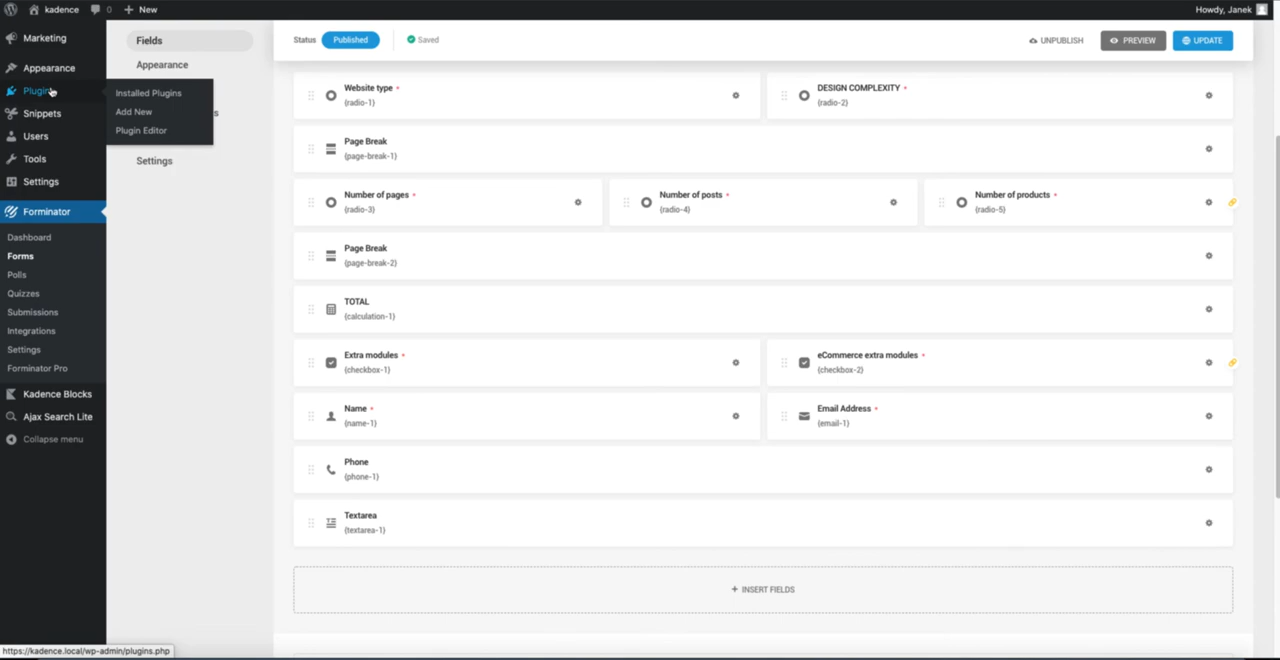 kadence
0
New
Howdy, Janek
Marketing
Appearance
Plugins
Snippets
Users
Tools
Settings
Forminator
Dashboard
Forms
Polls
Quizzes
Submissions
Integrations
Settings
Forminator Pro
Kadence Blocks
Ajax Search Lite
Collapse menu
Installed Plugins
Add New
Plugin Editor
Fields
Appearance
s
Settings
Status Published Saved
UNPUBLISH PREVIEW UPDATE
Website type *
{radio-1}
DESIGN COMPLEXITY *
{radio-2}
Page Break
{page-break-1}
Number of pages *
{radio-3}
Number of posts *
{radio-4}
Number of products *
{radio-5}
Page Break
{page-break-2}
TOTAL
{calculation-1}
Extra modules *
{checkbox-1}
eCommerce extra modules *
{checkbox-2}
Name *
{name-1}
Email Address *
{email-1}
Phone
{phone-1}
Textarea
{textarea-1}
+ INSERT FIELDS
https://kadence.local/wp-admin/plugins.php